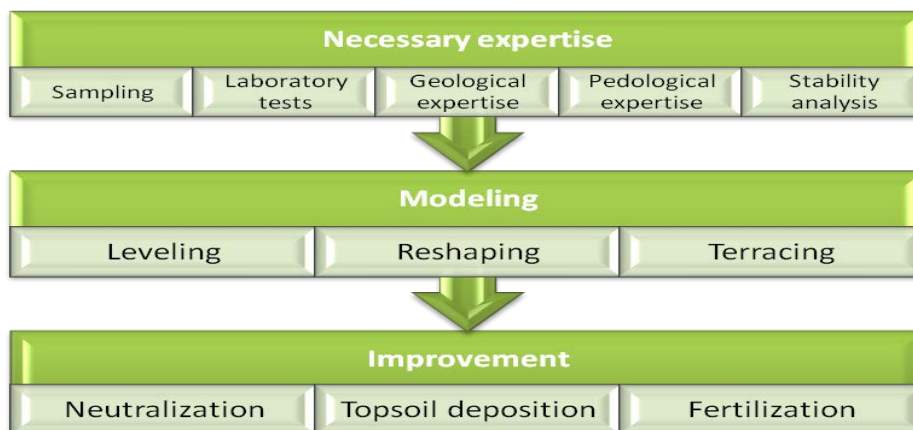 Necessary expertise
Sampling
Laboratory
tests
Geological
expertise
Pedological
expertise
Stability
analysis
Modeling
Leveling
Reshaping
Terracing
Improvement
Neutralization
Topsoil deposition
Fertilization